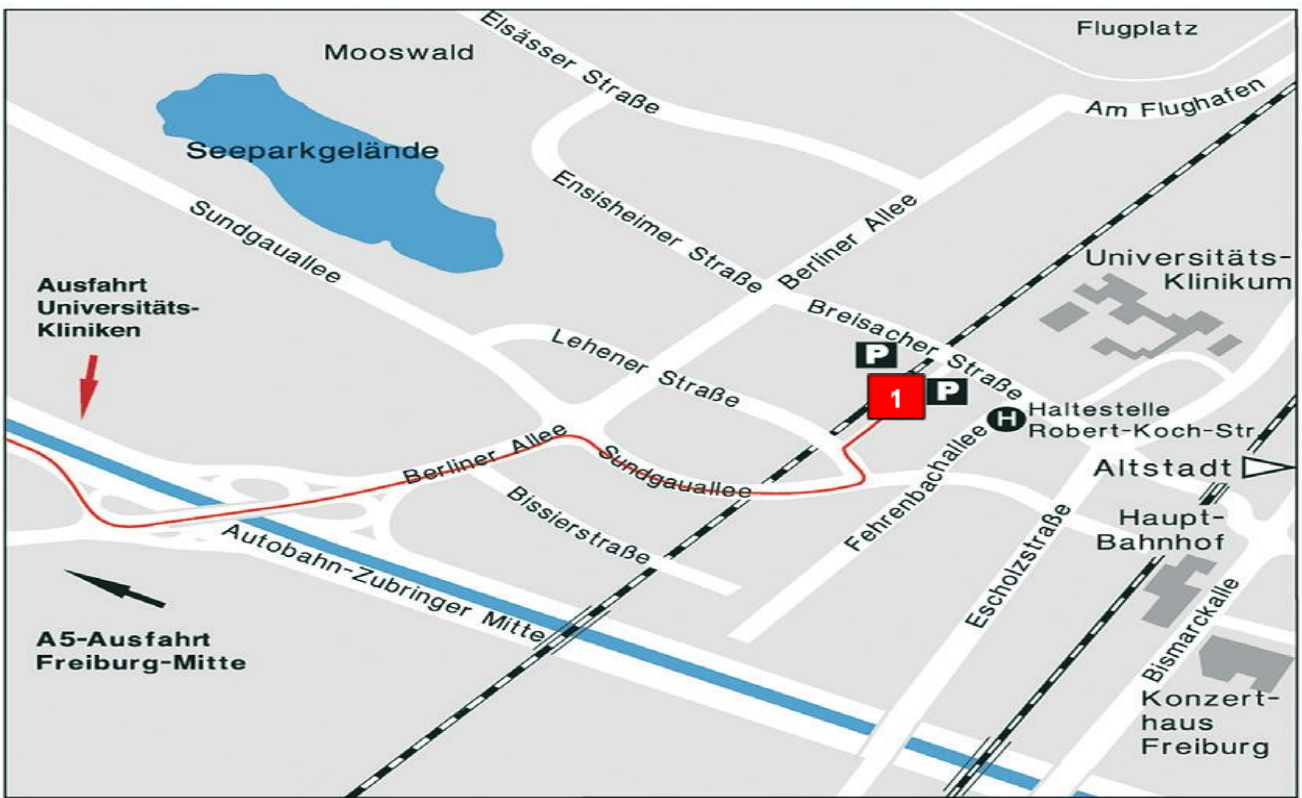 Elsässer Straße
Flugplatz
Mooswald
Am Flughafen
Seeparkgelände
Ensisheimer Straße
Berliner Allee
Sundgauallee
Universitäts-
Klinikum
Ausfahrt
Universitäts-
Kliniken
Breisacher Straße
Lehener Straße
P
1
P
H
Haltestelle
Robert-Koch-Str
Berliner Allee
Sundgauallee
Altstadt
Bissierstraße
Fehrenbachallee
Escholzstraße
Haupt-
Bahnhof
Autobahn-Zubringer Mitte
Bismarckalle
A5-Ausfahrt
Freiburg-Mitte
Konzert-
haus
Freiburg